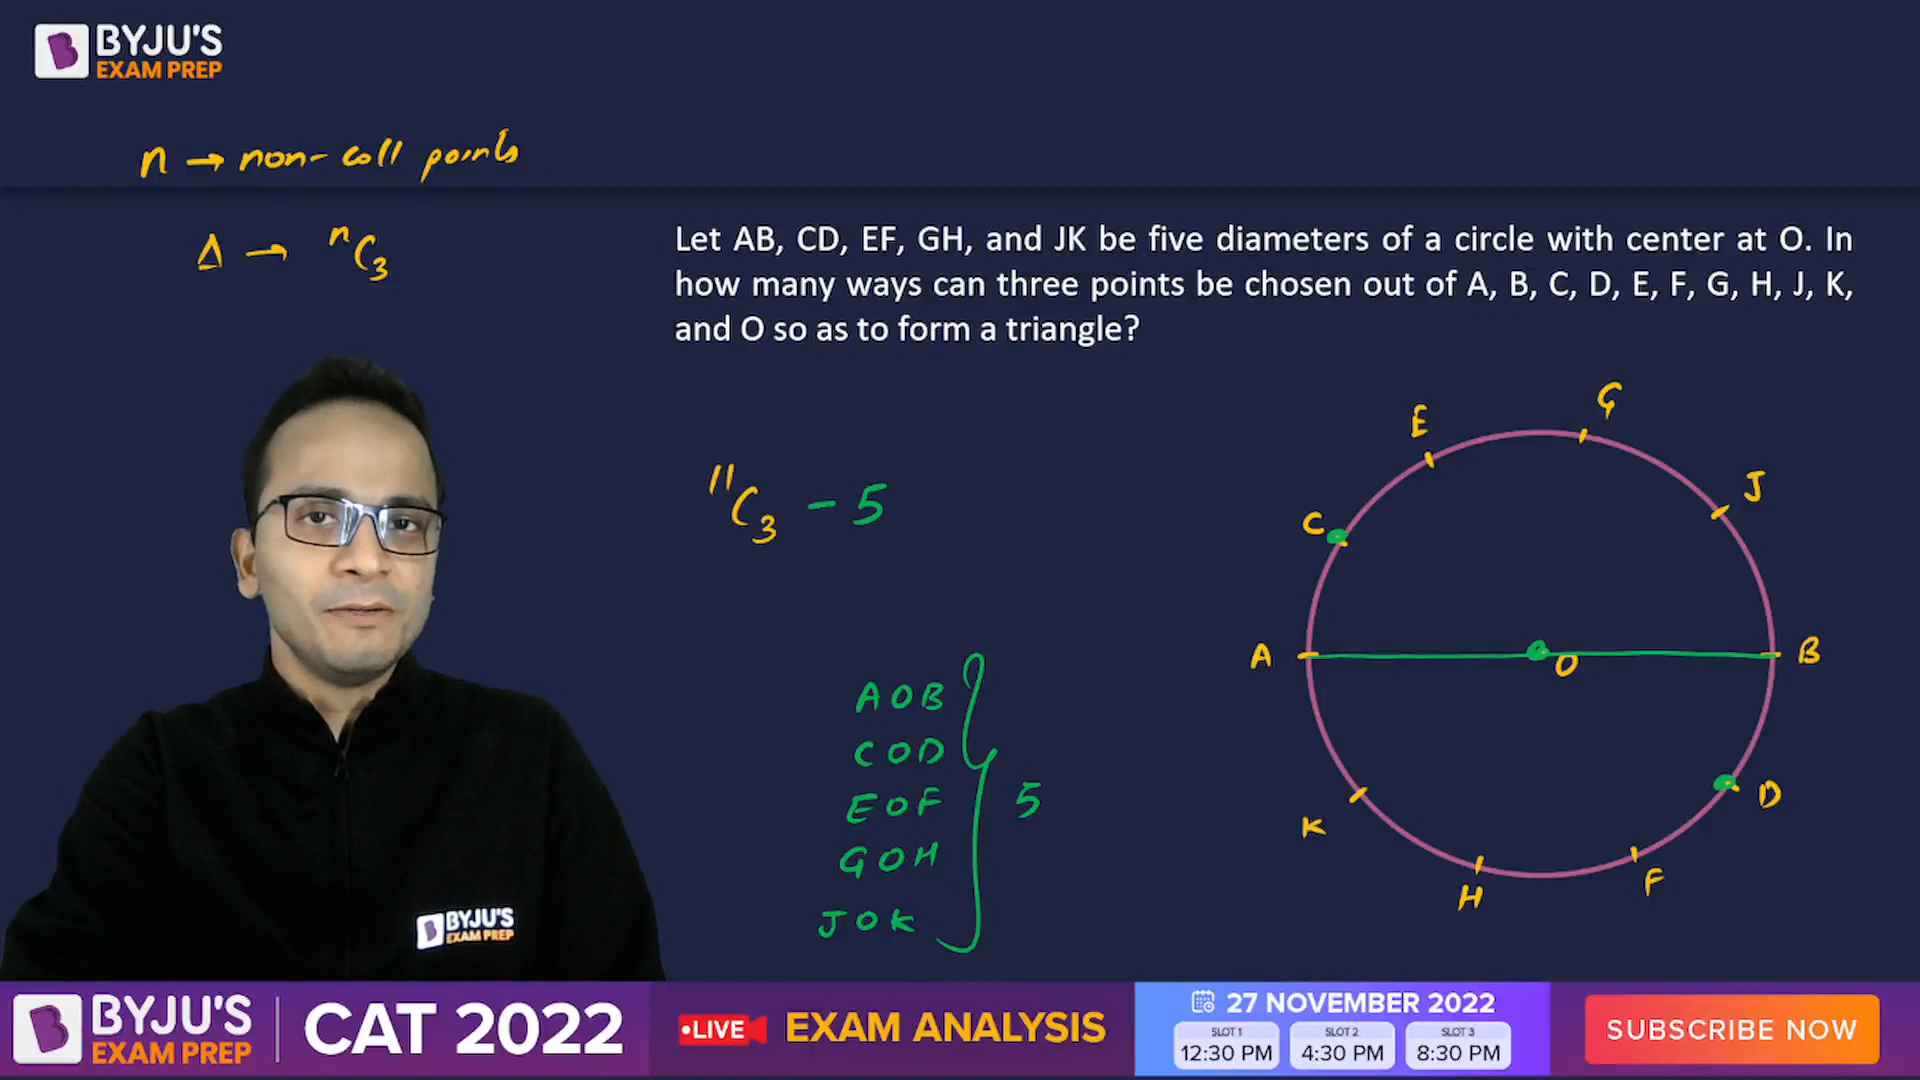 BYJU'S
EXAM PREP
n → non-coll points
Δ → ⁿC₃
Let AB, CD, EF, GH, and JK be five diameters of a circle with center at O. In
how many ways can three points be chosen out of A, B, C, D, E, F, G, H, J, K,
and O so as to form a triangle?
¹¹C₃ - 5
AOB
COD
EOF
GOH
JOK
5
E
G
J
C
A
O
B
K
D
H
F
BYJU'S
EXAM PREP
BYJU'S
EXAM PREP
CAT 2022
•LIVE
EXAM ANALYSIS
27 NOVEMBER 2022
SLOT 1
12:30 PM
SLOT 2
4:30 PM
SLOT 3
8:30 PM
SUBSCRIBE NOW